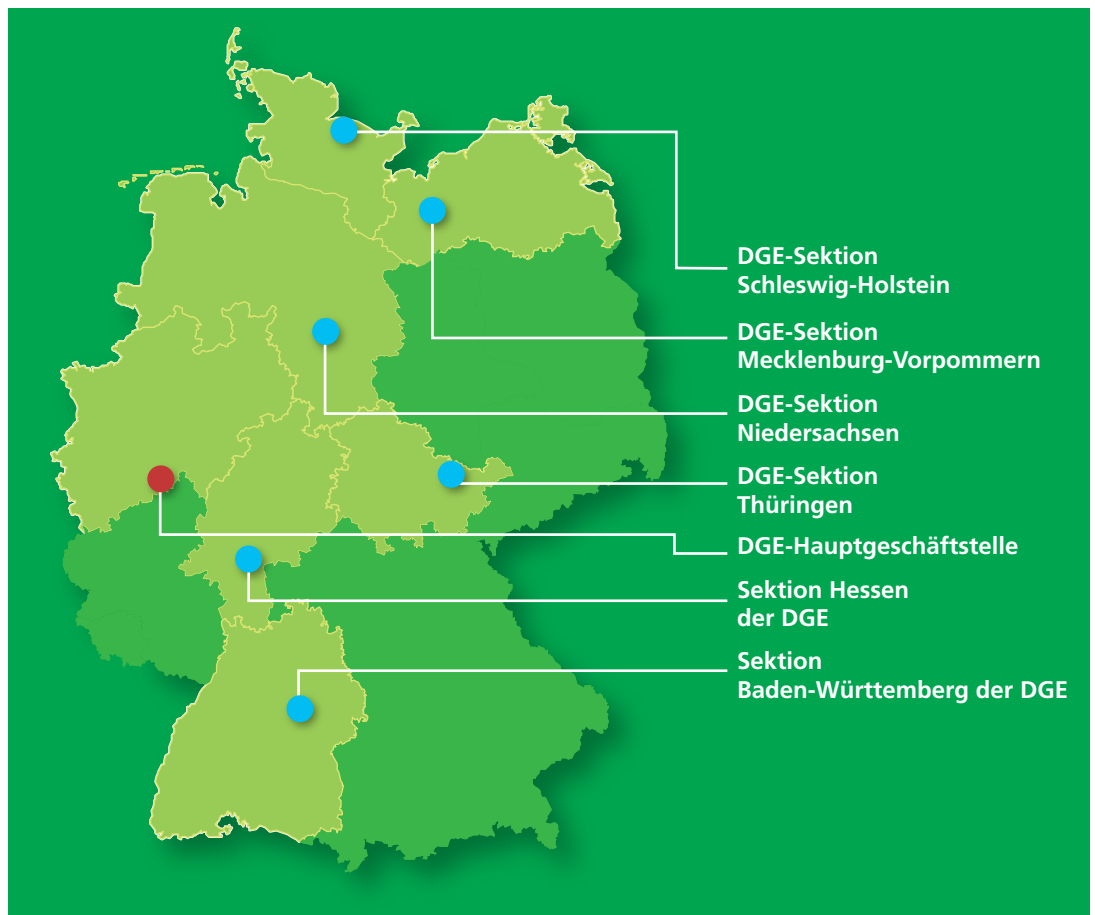 DGE-Sektion
Schleswig-Holstein
DGE-Sektion
Mecklenburg-Vorpommern
DGE-Sektion
Niedersachsen
DGE-Sektion
Thüringen
DGE-Hauptgeschäftstelle
Sektion Hessen
der DGE
Sektion
Baden-Württemberg der DGE